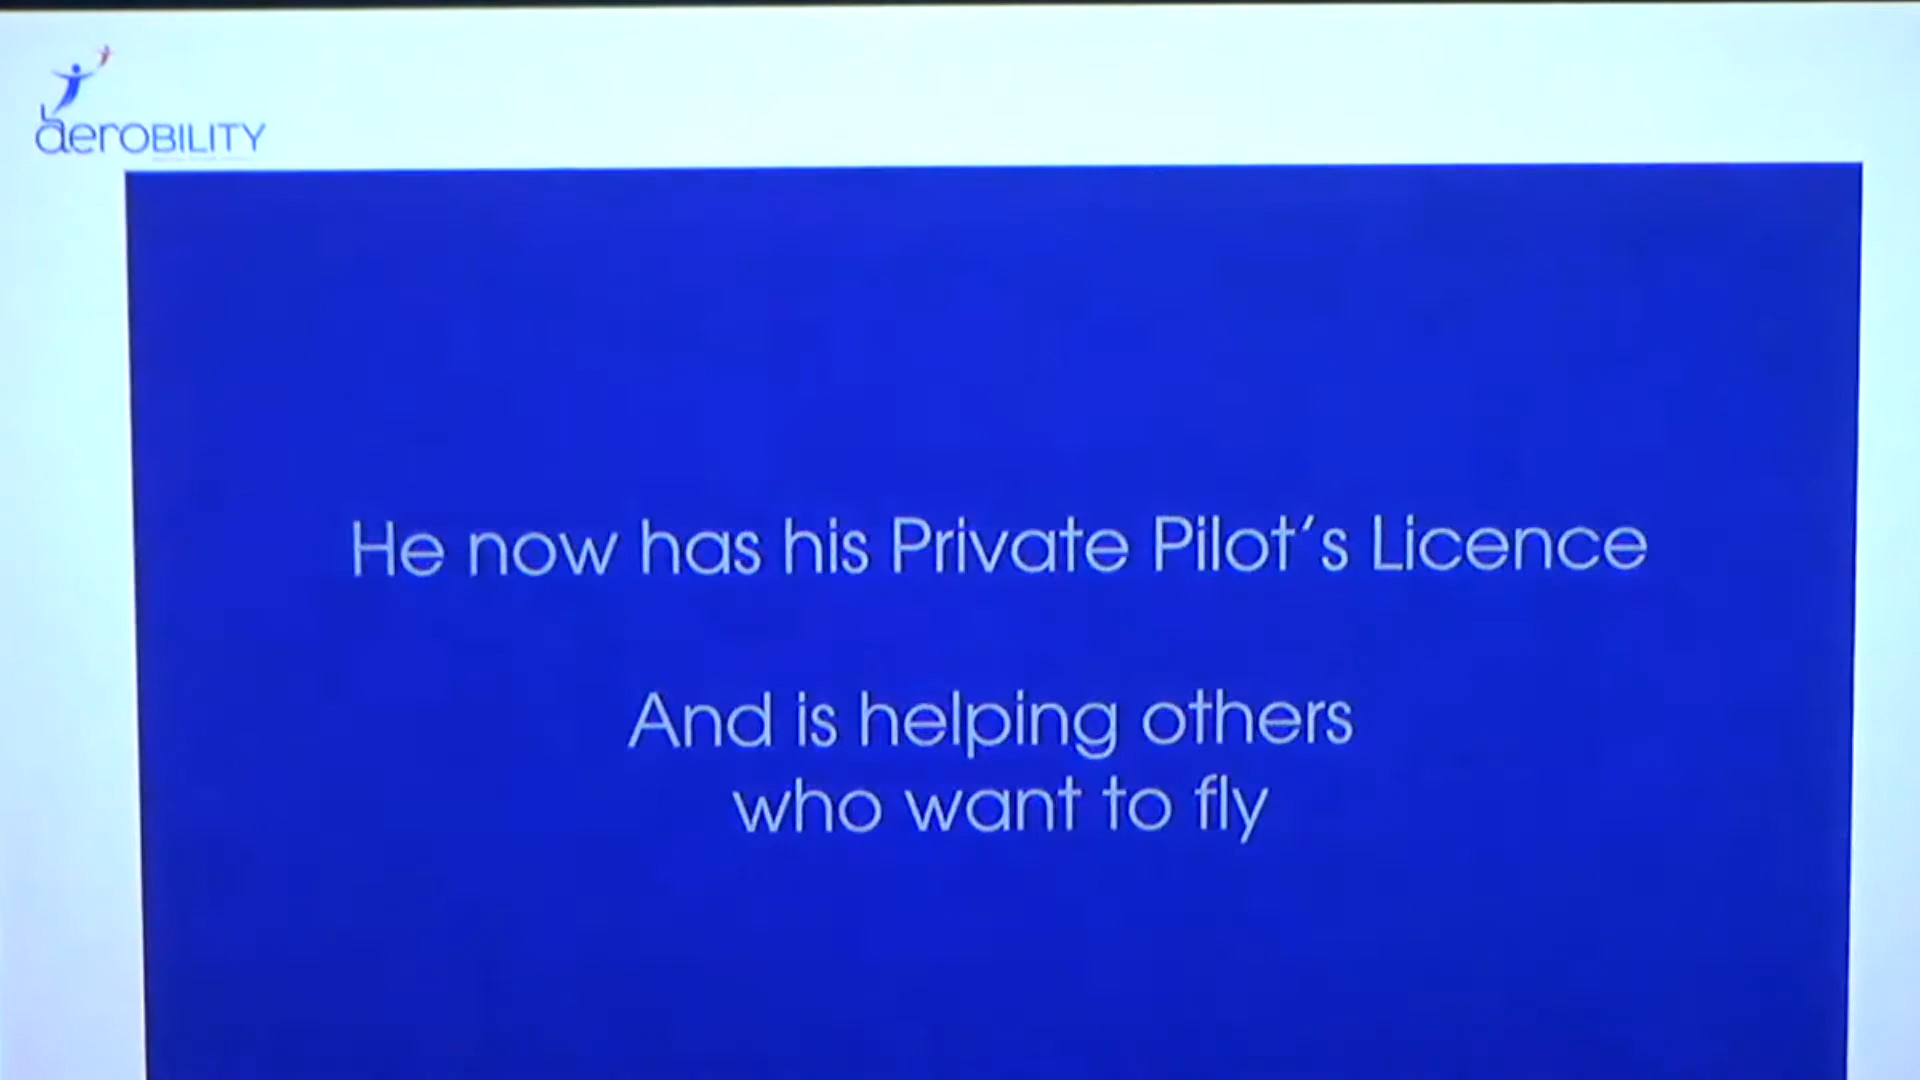 aeroBILITY
He now has his Private Pilot's Licence
And is helping others
who want to fly